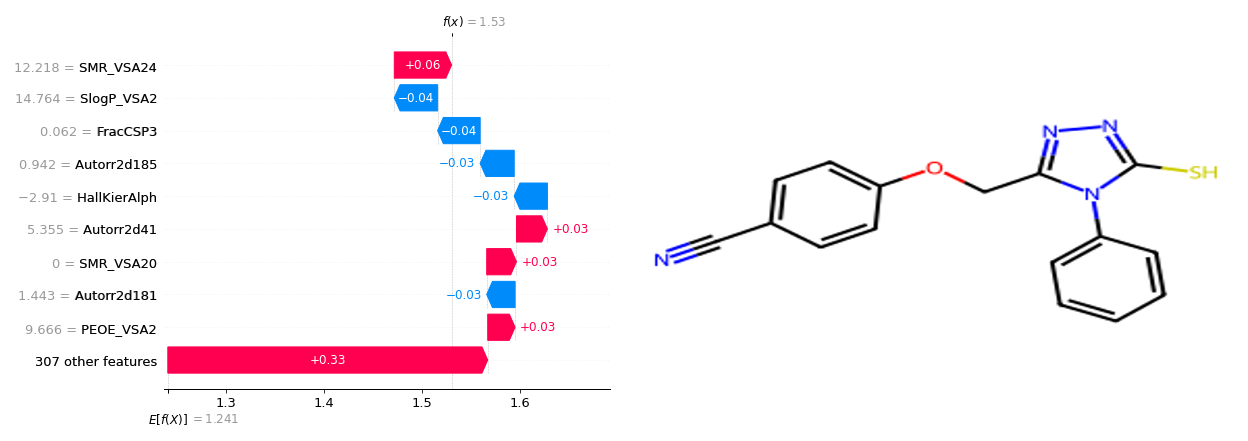 f(x) = 1.53
12.218 = SMR_VSA24 +0.06
14.764 = SlogP_VSA2 −0.04
0.062 = FracCSP3 −0.04
0.942 = Autorr2d185 −0.03
−2.91 = HallKierAlph −0.03
5.355 = Autorr2d41 +0.03
0 = SMR_VSA20 +0.03
1.443 = Autorr2d181 −0.03
9.666 = PEOE_VSA2 +0.03
307 other features +0.33
1.3 1.4 1.5 1.6
E[f(X)] = 1.241
N N
O
SH
N
N